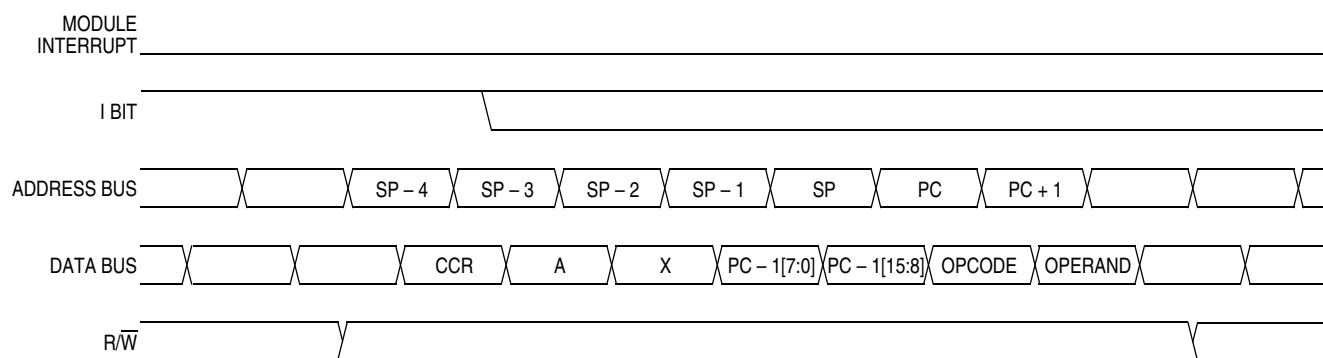 MODULE
INTERRUPT
I BIT
ADDRESS BUS SP – 4 SP – 3 SP – 2 SP – 1 SP PC PC + 1
DATA BUS CCR A X PC – 1[7:0] PC – 1[15:8] OPCODE OPERAND
R/W̅